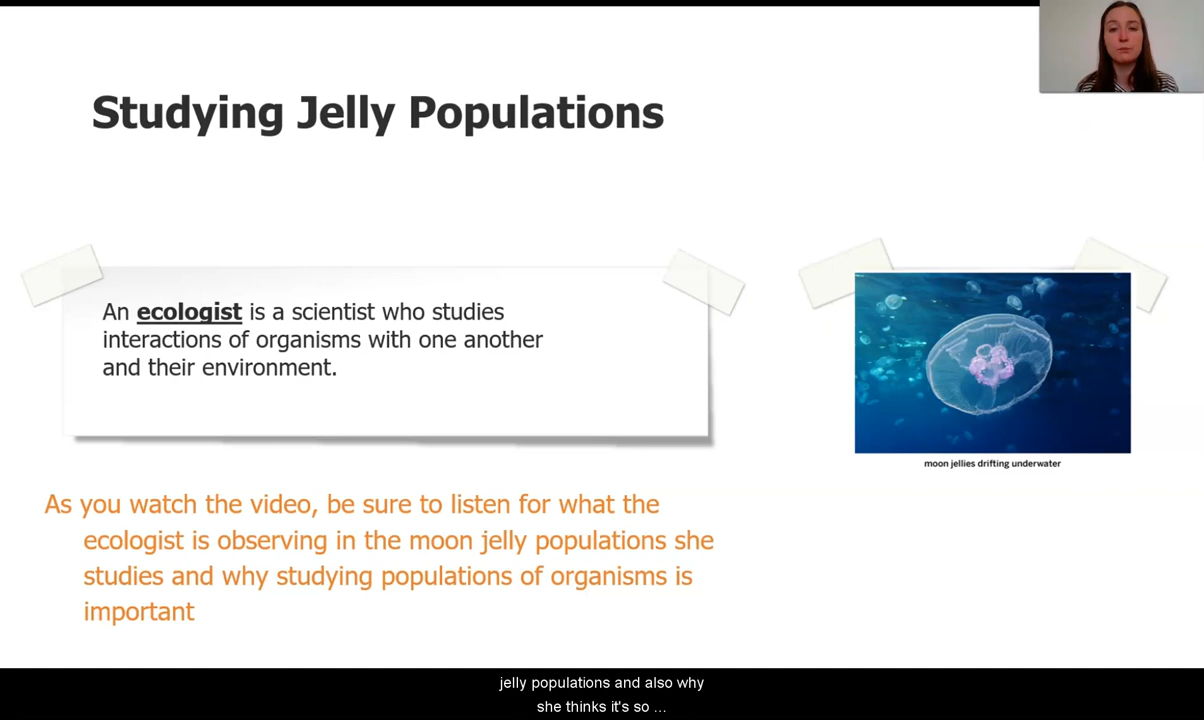 Studying Jelly Populations
An ecologist is a scientist who studies
interactions of organisms with one another
and their environment.
moon jellies drifting underwater
As you watch the video, be sure to listen for what the
ecologist is observing in the moon jelly populations she
studies and why studying populations of organisms is
important
jelly populations and also why
she thinks it's so ...